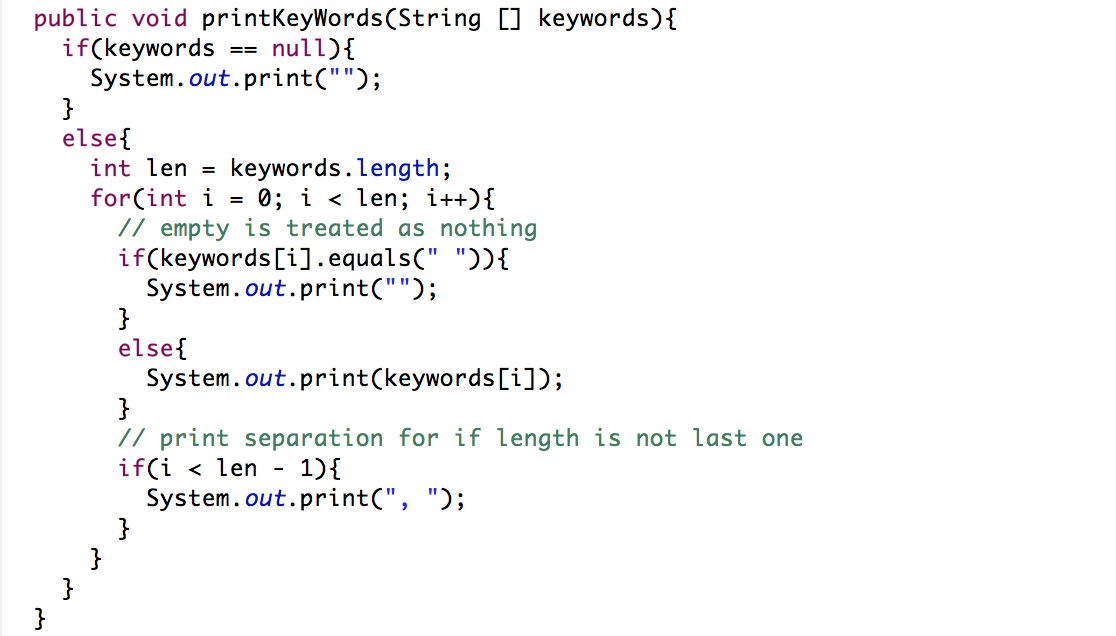 public void printKeyWords(String [] keywords){
if(keywords == null){
System.out.print("");
}
else{
int len = keywords.length;
for(int i = 0; i < len; i++){
// empty is treated as nothing
if(keywords[i].equals(" ")){
System.out.print("");
}
else{
System.out.print(keywords[i]);
}
// print separation for if length is not last one
if(i < len - 1){
System.out.print(", ");
}
}
}
}